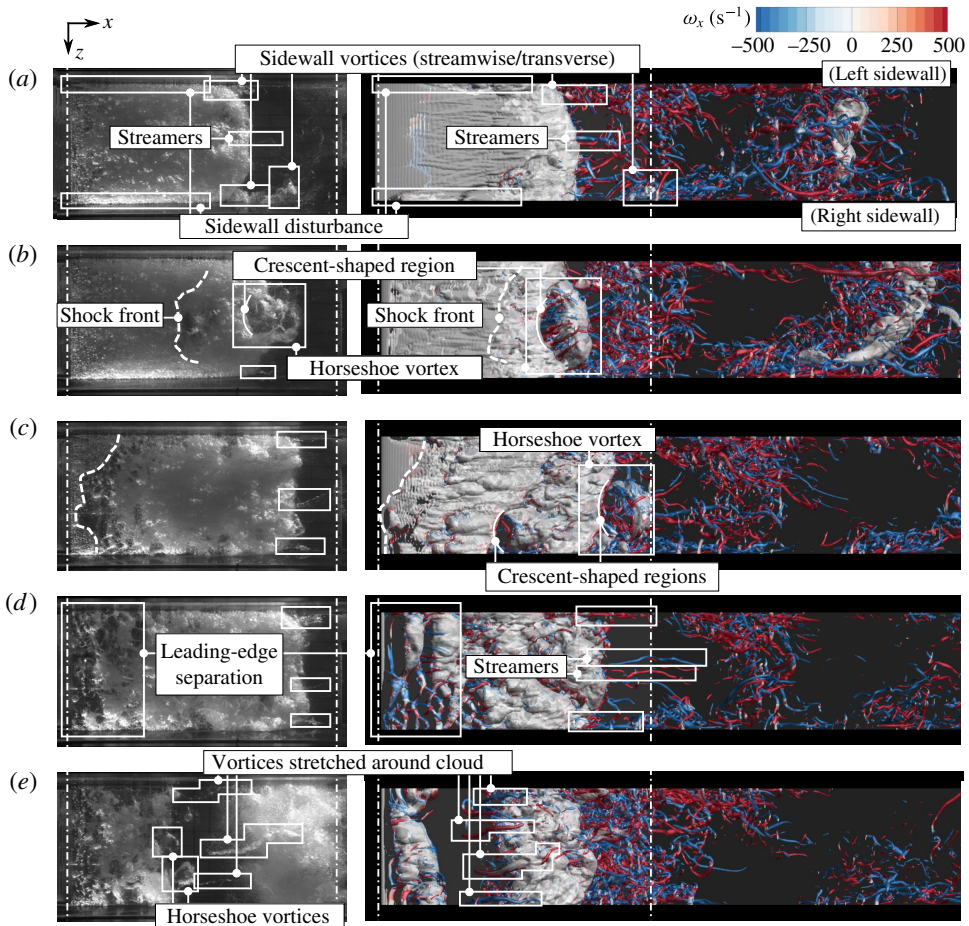 x
z
ωx (s−1)
−500 −250 0 250 500
(a)
Sidewall vortices (streamwise/transverse)
(Left sidewall)
Streamers
Streamers
(Right sidewall)
Sidewall disturbance
(b)
Crescent-shaped region
Shock front
Shock front
Horseshoe vortex
(c)
Horseshoe vortex
Crescent-shaped regions
(d)
Leading-edge
separation
Streamers
(e)
Vortices stretched around cloud
Horseshoe vortices